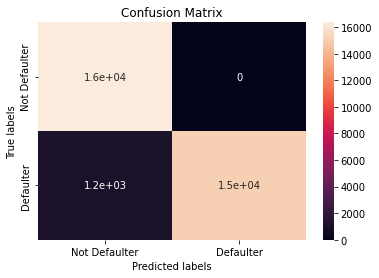 Confusion Matrix
True labels
Not Defaulter
Defaulter
1.6e+04
0
1.2e+03
1.5e+04
Not Defaulter
Defaulter
Predicted labels
16000
14000
12000
10000
8000
6000
4000
2000
0